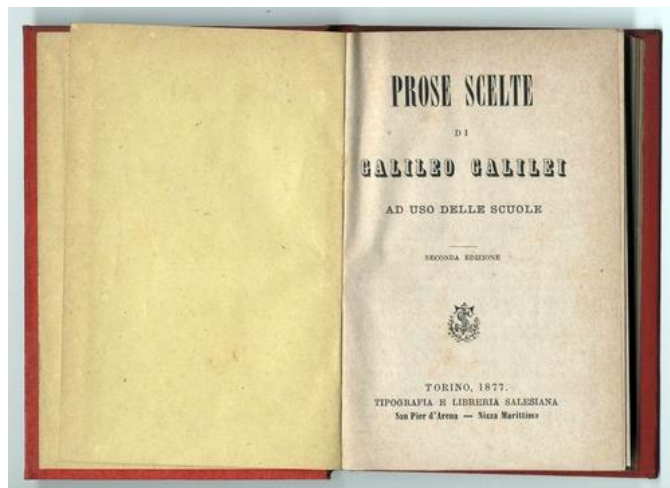 PROSE SCELTE
DI
GALILEO GALILEI
AD USO DELLE SCUOLE
SECONDA EDIZIONE
TORINO, 1877.
TIPOGRAFIA E LIBRERIA SALESIANA
San Pier d'Arena — Nizza Marittima